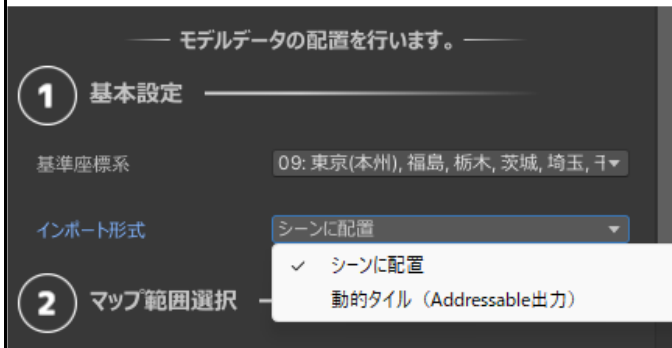 モデルデータの配置を行います。
1 基本設定
基準座標系 09: 東京(本州), 福島, 栃木, 茨城, 埼玉,
インポート形式 シーンに配置
✓ シーンに配置
動的タイル（Addressable出力）
2 マップ範囲選択